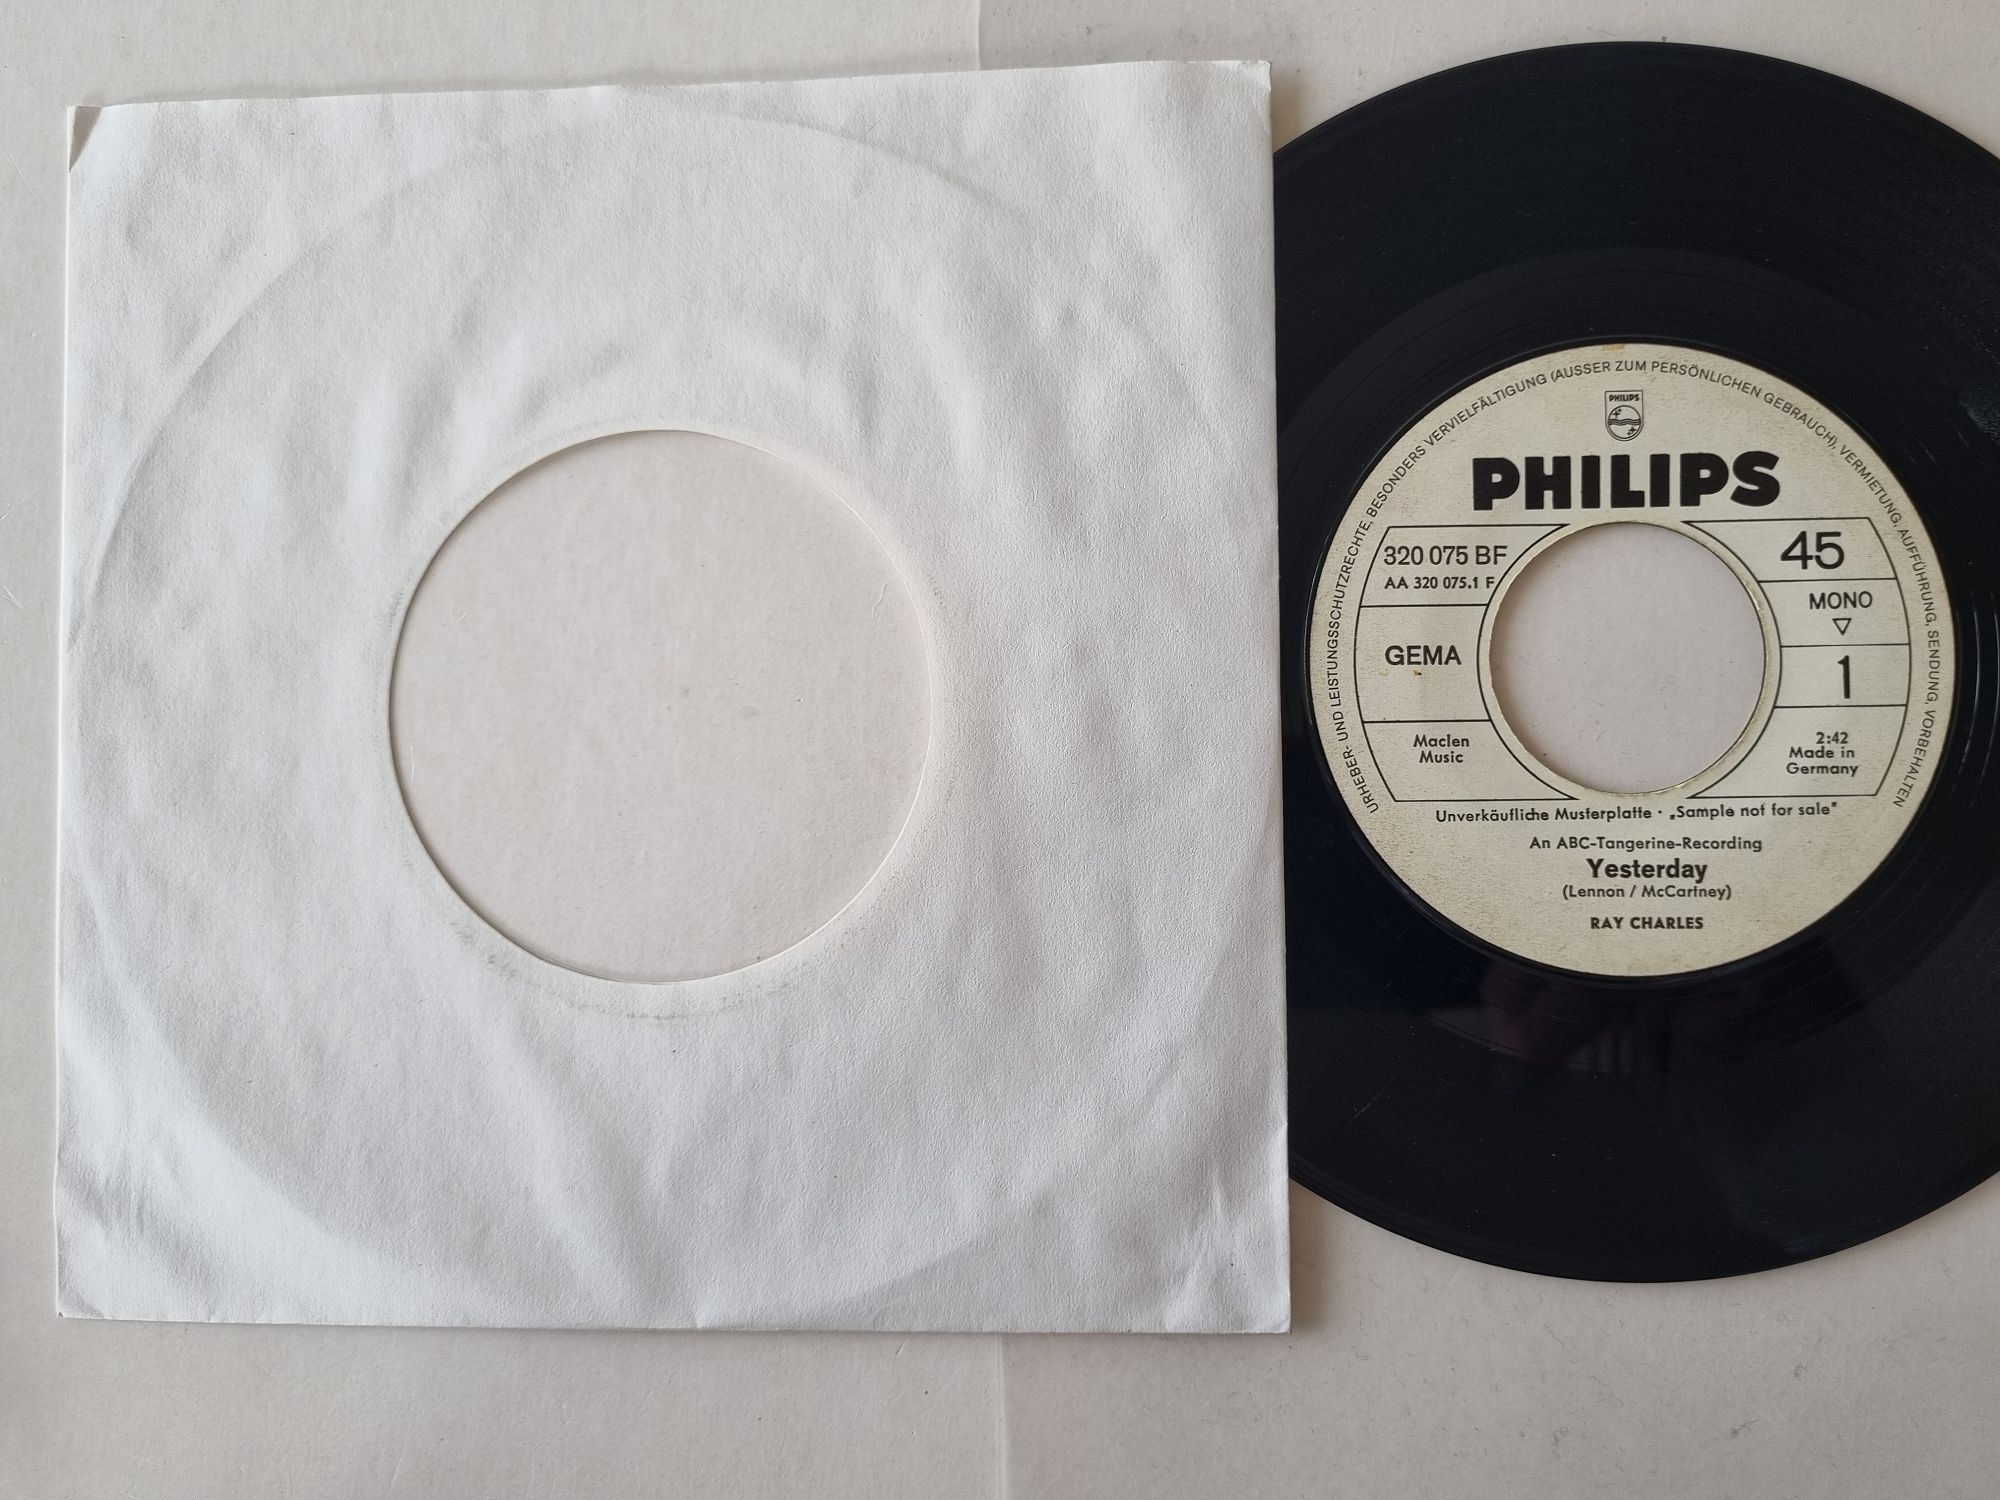 URHEBER- UND LEISTUNGSSCHUTZRECHTE, BESONDERS VERVIELFÄLTIGUNG (AUSSER ZUM PERSÖNLICHEN GEBRAUCH), VERMIETUNG, AUFFÜHRUNG, SENDUNG, VORBEHALTEN
PHILIPS
PHILIPS
320 075 BF
AA 320 075.1 F
GEMA
Maclen
Music
45
MONO
1
2:42
Made in
Germany
Unverkäufliche Musterplatte · „Sample not for sale"
An ABC-Tangerine-Recording
Yesterday
(Lennon / McCartney)
RAY CHARLES